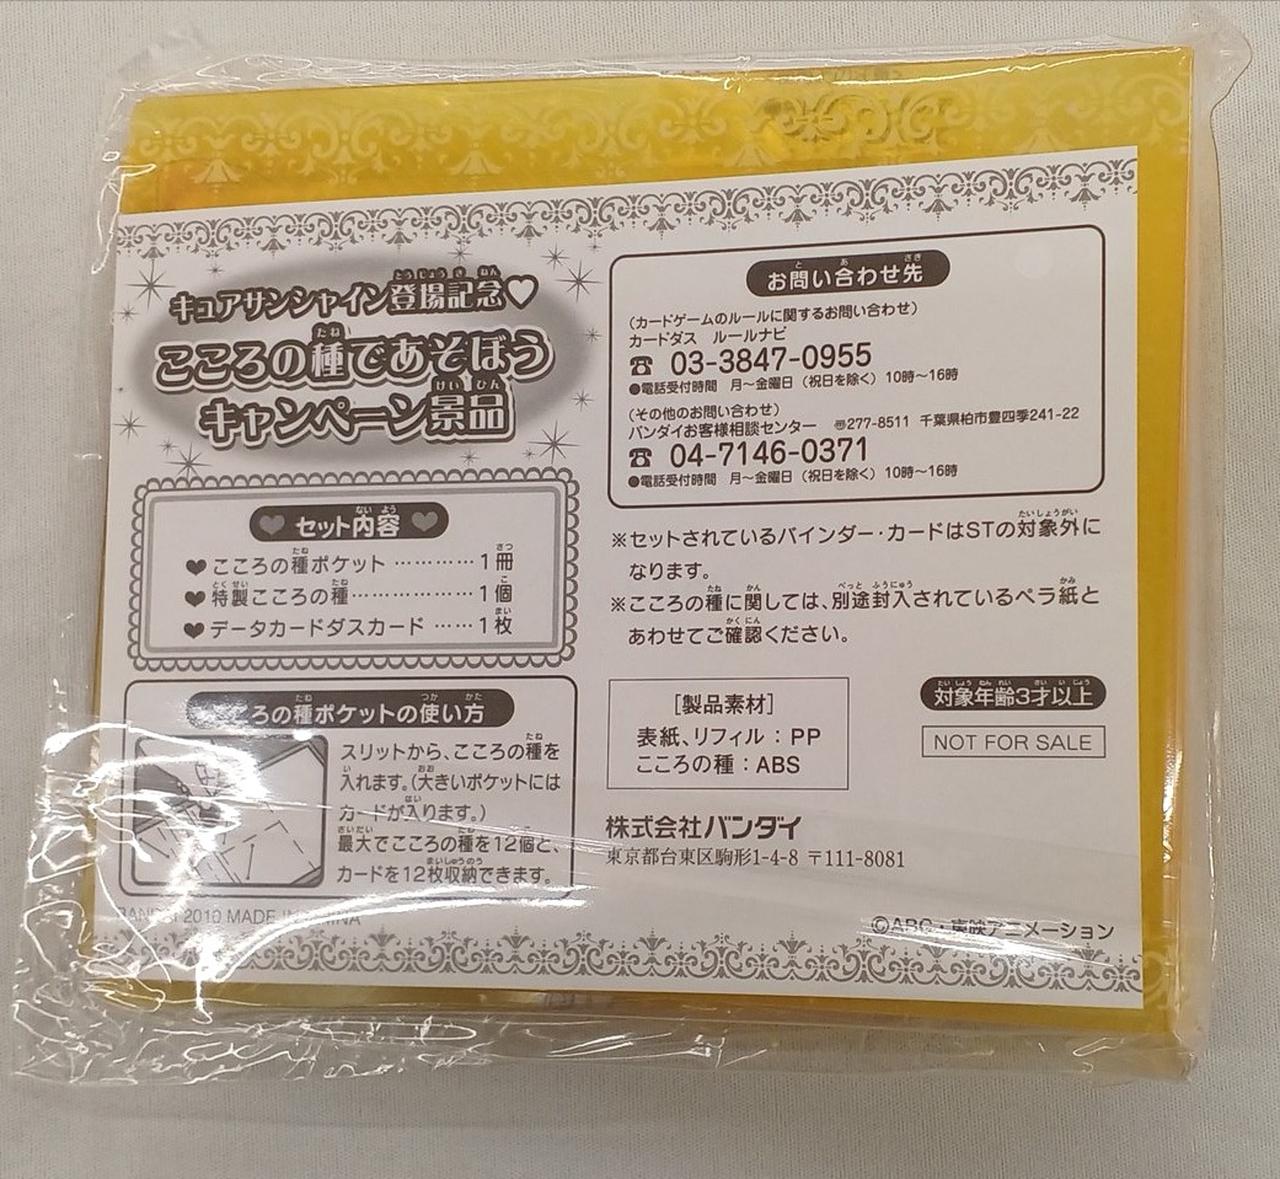 キュアサンシャイン登場記念♡
こころの種であそぼう
キャンペーン景品
セット内容
♥こころの種ポケット …………1冊
♥特製こころの種……………1個
♥データカードダスカード ……1枚
こころの種ポケットの使い方
スリットから、こころの種を
入れます。(大きいポケットには
カードが入ります。)
最大でこころの種を12個と、
カードを12枚収納できます。
BANDAI 2010 MADE IN CHINA
お問い合わせ先
(カードゲームのルールに関するお問い合わせ)
カードダス ルールナビ
☎ 03-3847-0955
●電話受付時間 月〜金曜日(祝日を除く)10時〜16時
(その他のお問い合わせ)
バンダイお客様相談センター 〠277-8511 千葉県柏市豊四季241-22
☎ 04-7146-0371
●電話受付時間 月〜金曜日(祝日を除く)10時〜16時
※セットされているバインダー・カードはSTの対象外に
なります。
※こころの種に関しては、別途封入されているペラ紙と
あわせてご確認ください。
[製品素材]
表紙、リフィル:PP
こころの種:ABS
対象年齢3才以上
NOT FOR SALE
株式会社バンダイ
東京都台東区駒形1-4-8 〒111-8081
©ABC・東映アニメーション